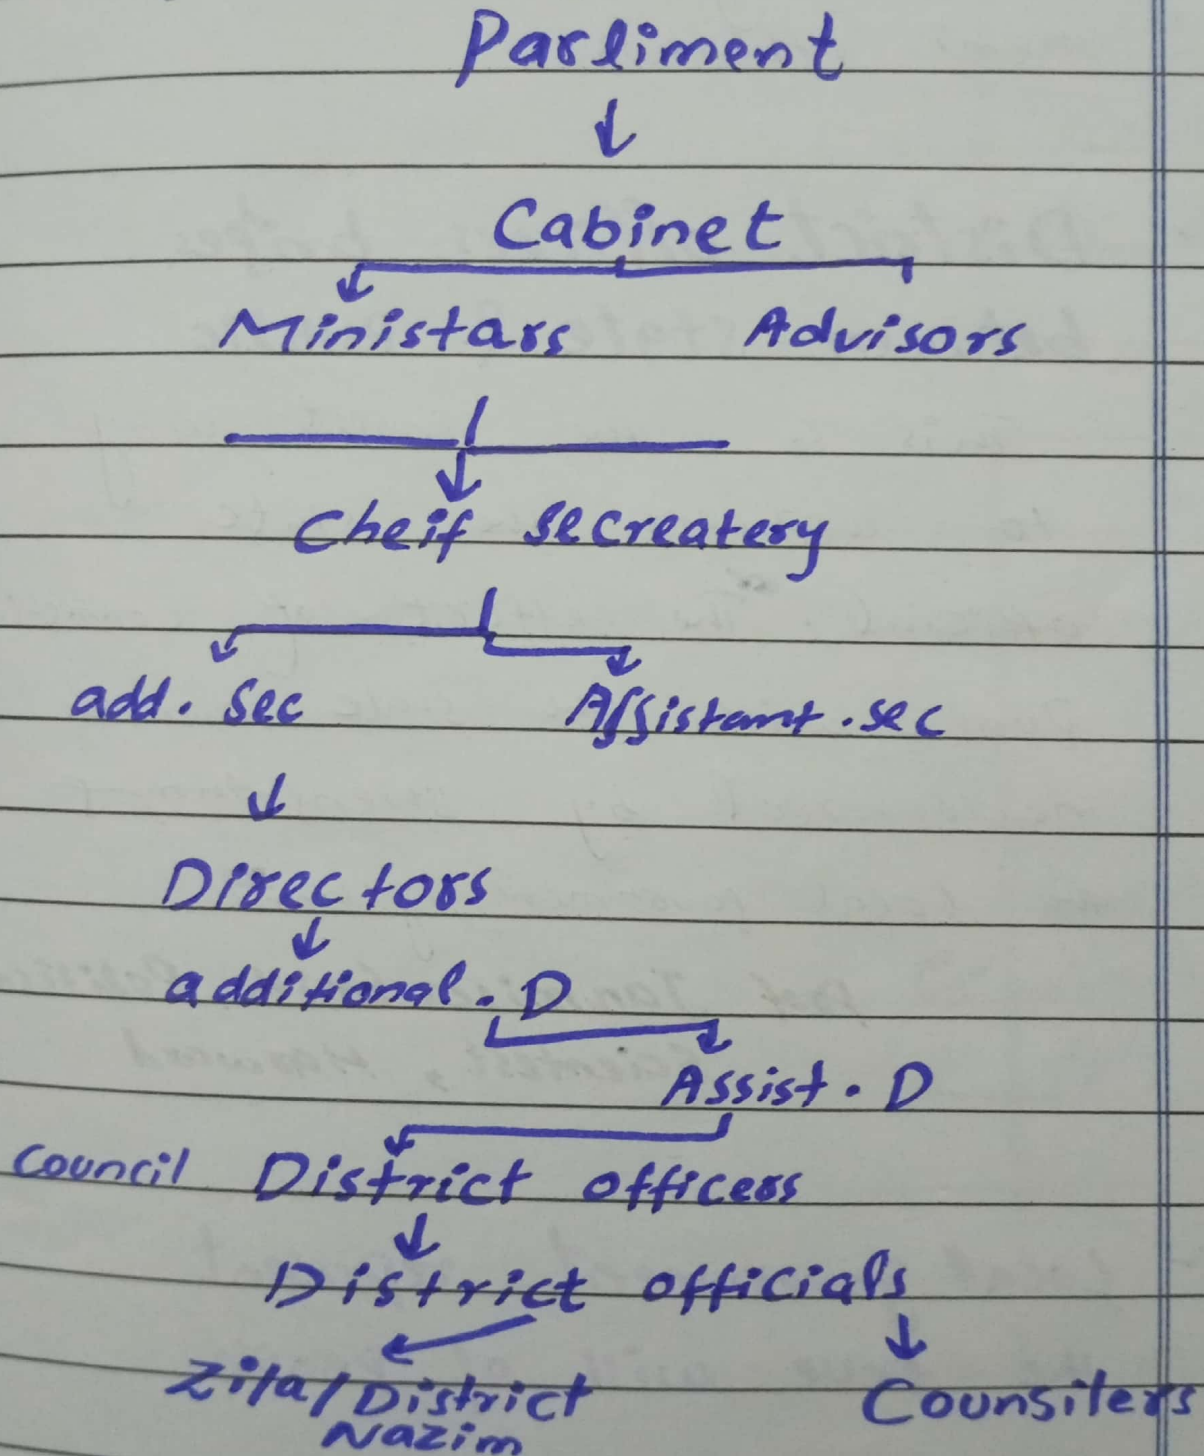 Parliment
Cabinet
Ministars Advisors
Cheif Secreatery
add. Sec Assistant.sec
Directors
additional. D
Assist. D
Council District officers
District officials
Zila/District Counsilers
Nazim